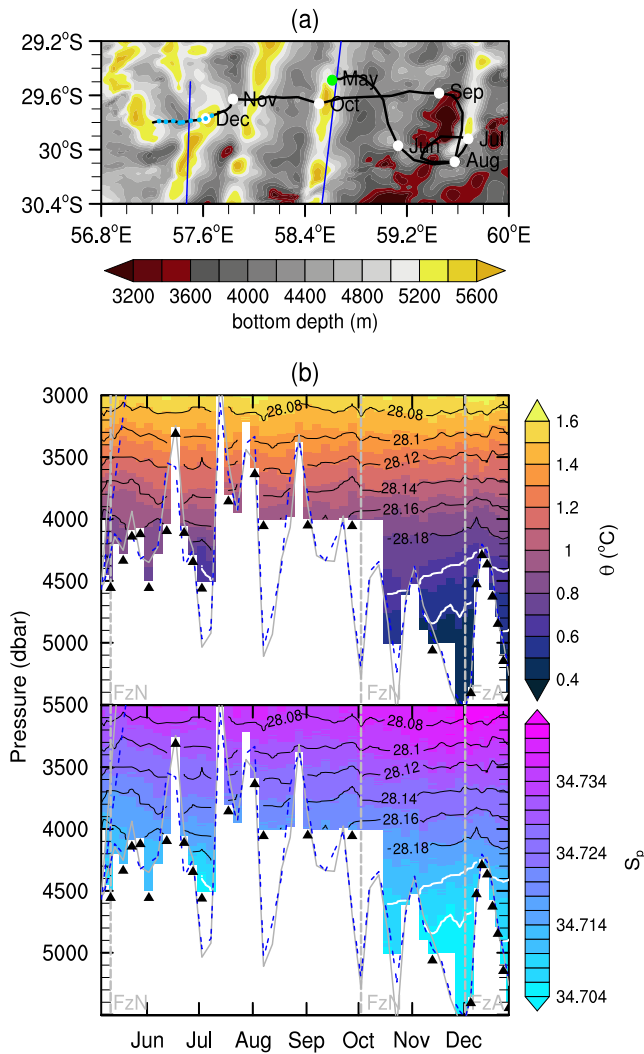 (a)
29.2°S
29.6°S
30°S
30.4°S
May
Nov
Sep
Oct
Dec
Jun
Jul
Aug
56.8°E
57.6°E
58.4°E
59.2°E
60°E
3200 3600 4000 4400 4800 5200 5600
bottom depth (m)
(b)
3000
3500
4000
4500
5000
5500
28.08
28.1
28.12
28.14
28.16
28.18
FzN
FzN
FzA
1.6
1.4
1.2
1
0.8
0.6
0.4
θ (°C)
Pressure (dbar)
3500
4000
4500
5000
28.08
28.1
28.12
28.14
28.16
28.18
FzN
FzN
FzA
34.734
34.724
34.714
34.704
Sp
Jun Jul Aug Sep Oct Nov Dec